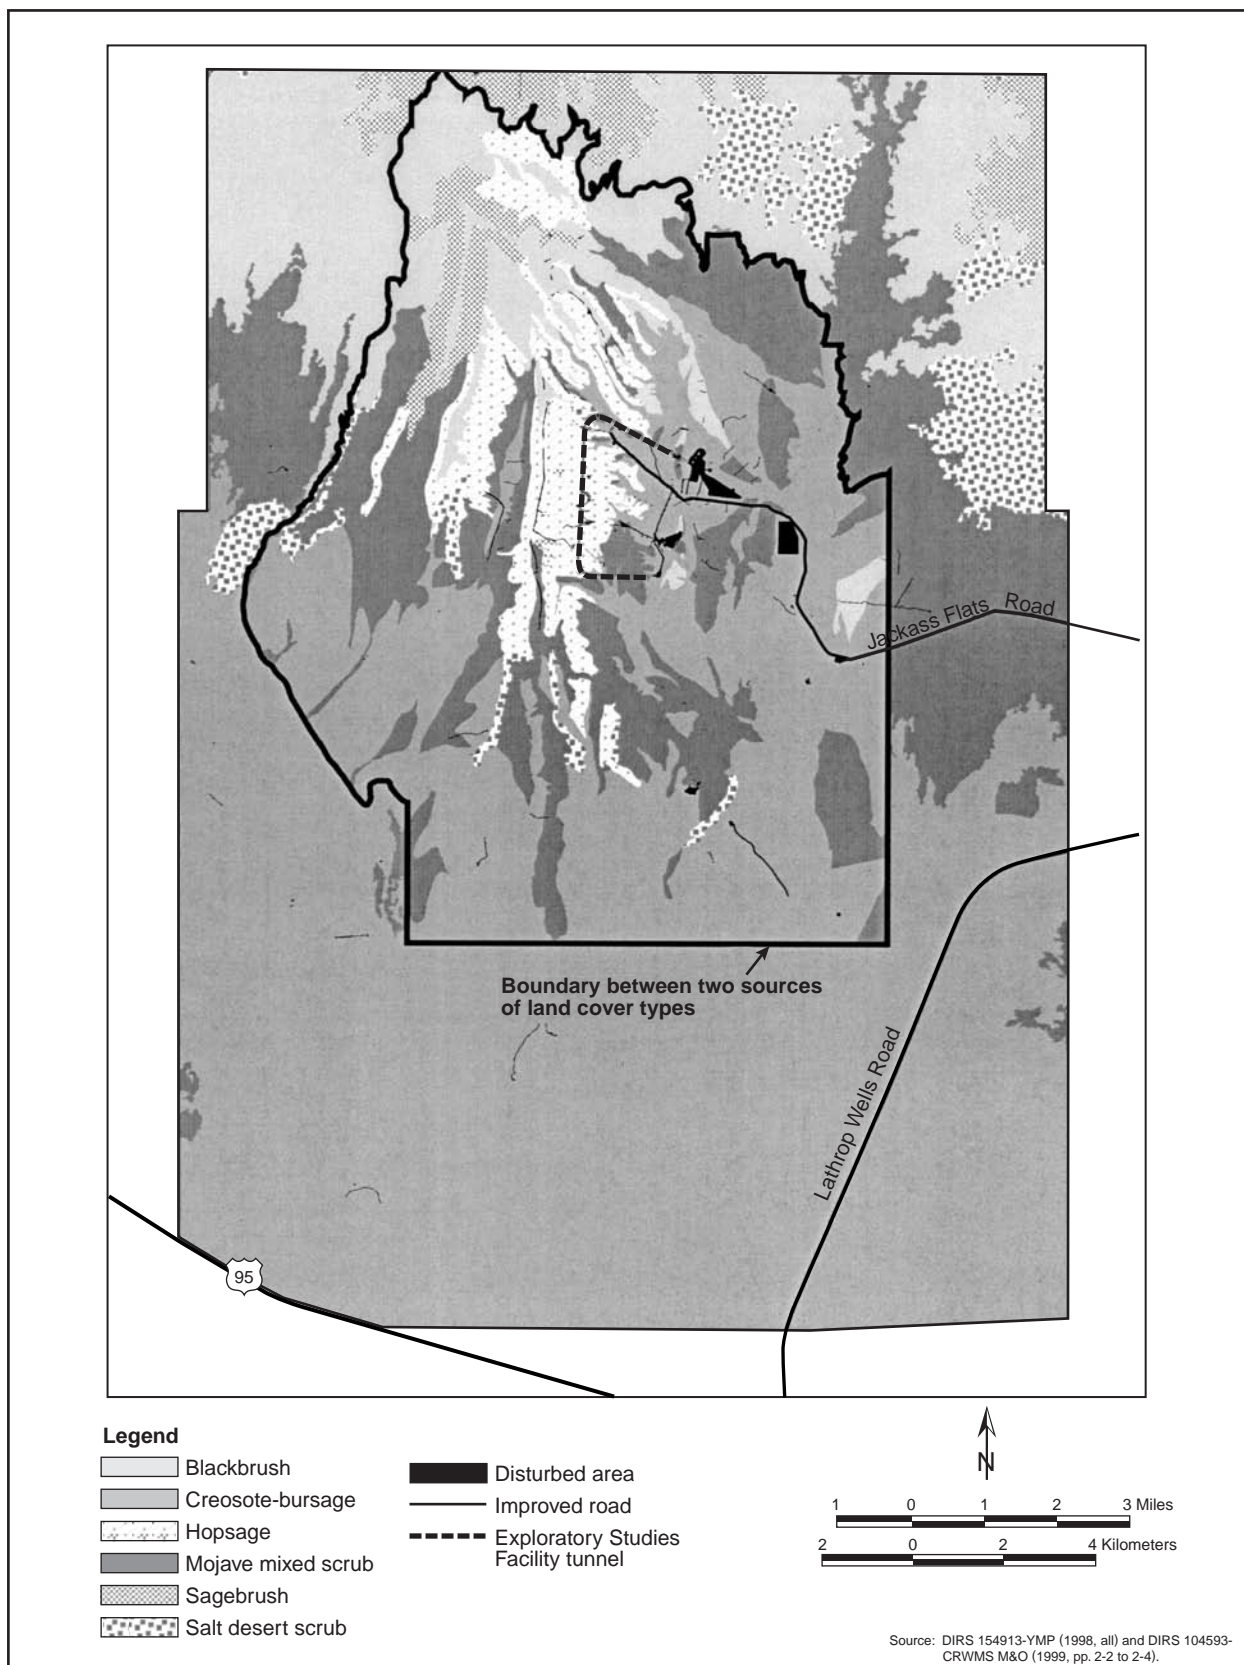 Jackass Flats Road
Boundary between two sources
of land cover types
Lathrop Wells Road
95
Legend
Blackbrush
Creosote-bursage
Hopsage
Mojave mixed scrub
Sagebrush
Salt desert scrub
Disturbed area
Improved road
Exploratory Studies
Facility tunnel
N
1 0 1 2 3 Miles
2 0 2 4 Kilometers
Source: DIRS 154913-YMP (1998, all) and DIRS 104593-
CRWMS M&O (1999, pp. 2-2 to 2-4).